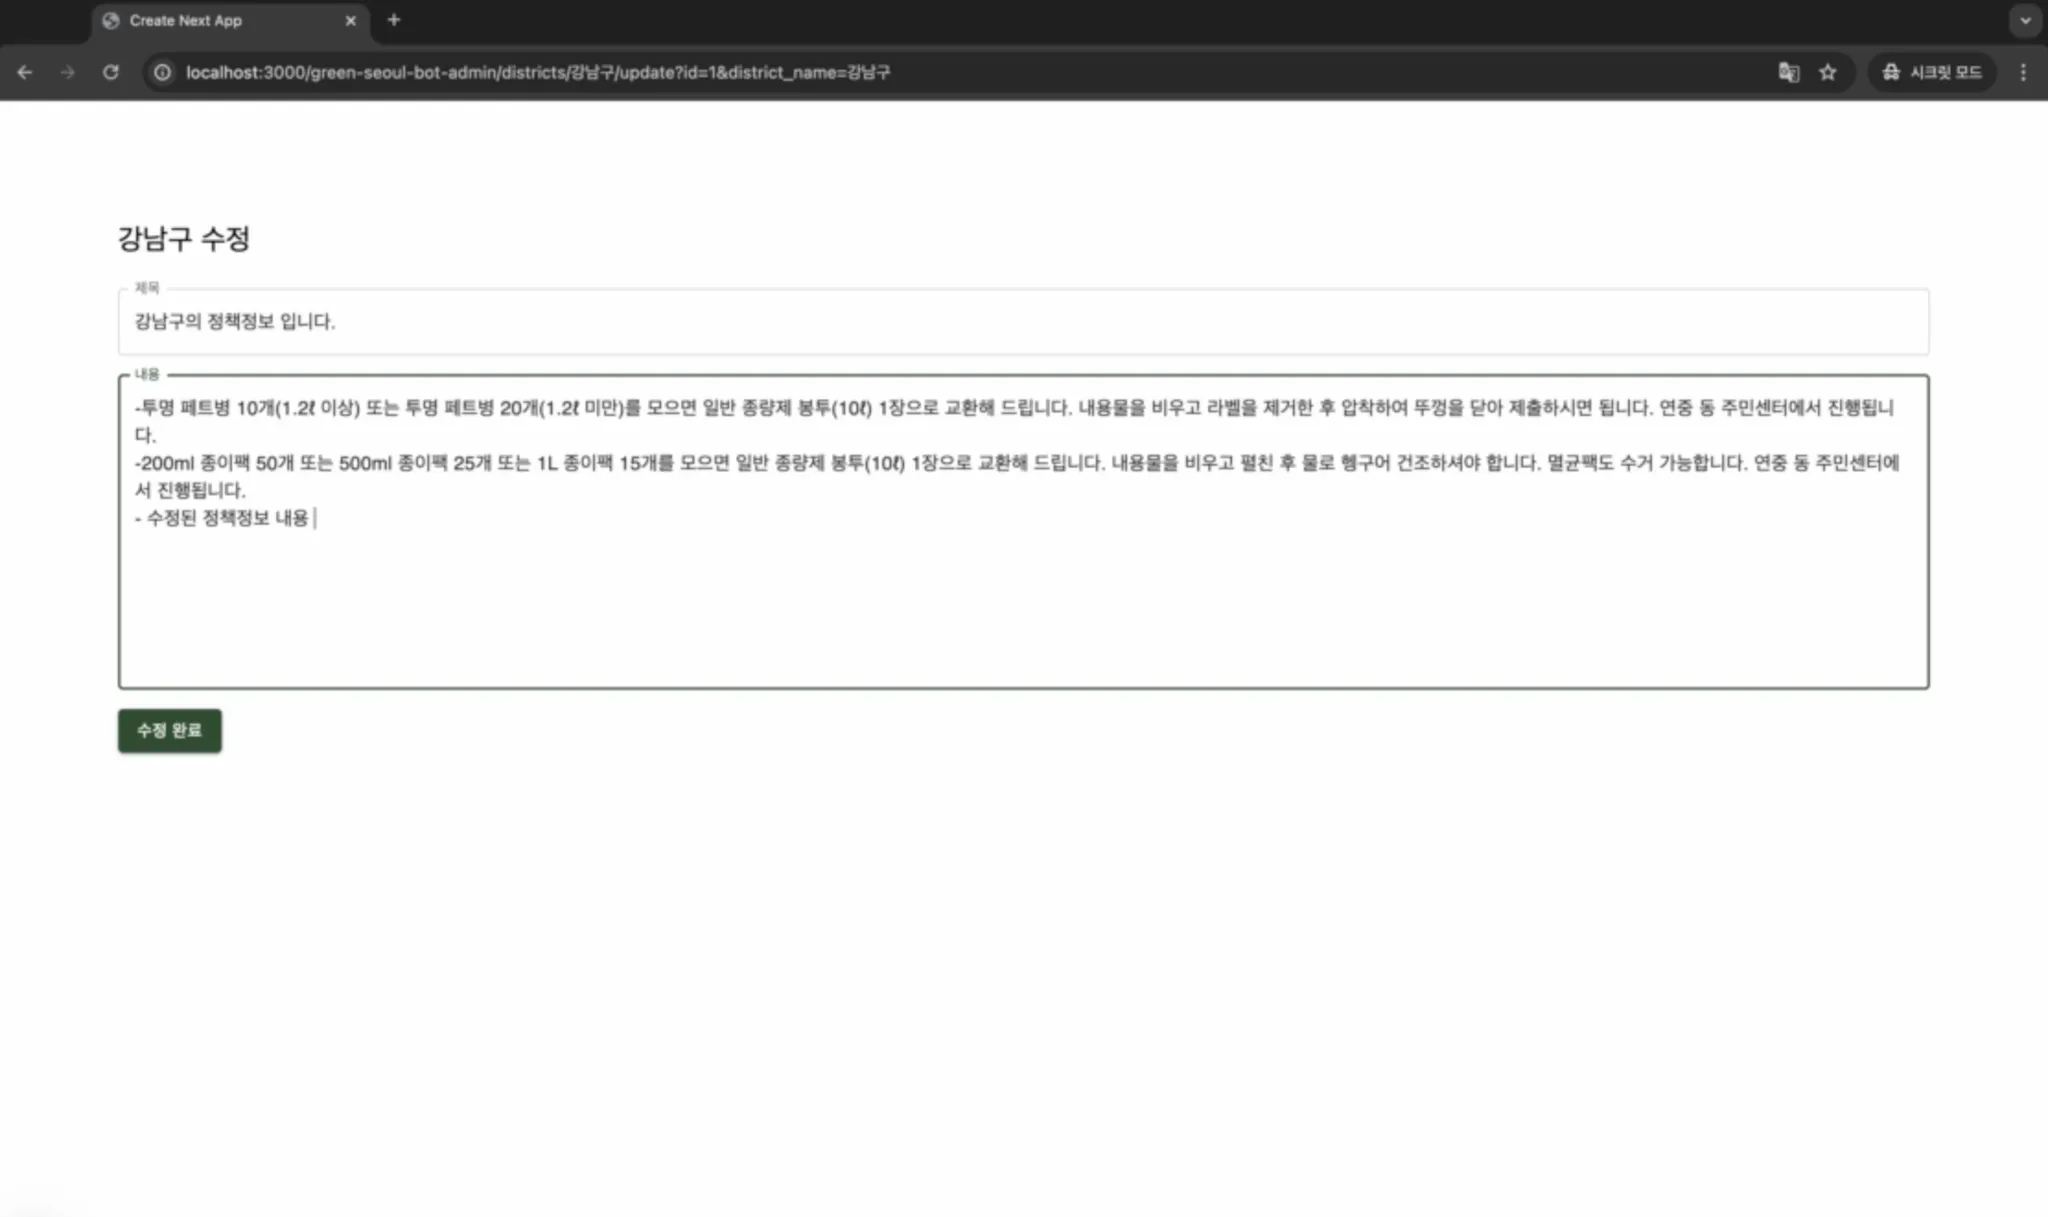 Create Next App
localhost:3000/green-seoul-bot-admin/districts/강남구/update?id=1&district_name=강남구
시크릿 모드
강남구 수정
제목
강남구의 정책정보 입니다.
내용
-투명 페트병 10개(1.2ℓ 이상) 또는 투명 페트병 20개(1.2ℓ 미만)를 모으면 일반 종량제 봉투(10ℓ) 1장으로 교환해 드립니다. 내용물을 비우고 라벨을 제거한 후 압착하여 뚜껑을 닫아 제출하시면 됩니다. 연중 동 주민센터에서 진행됩니
다.
-200ml 종이팩 50개 또는 500ml 종이팩 25개 또는 1L 종이팩 15개를 모으면 일반 종량제 봉투(10ℓ) 1장으로 교환해 드립니다. 내용물을 비우고 펼친 후 물로 헹구어 건조하셔야 합니다. 멸균팩도 수거 가능합니다. 연중 동 주민센터에
서 진행됩니다.
- 수정된 정책정보 내용
수정 완료